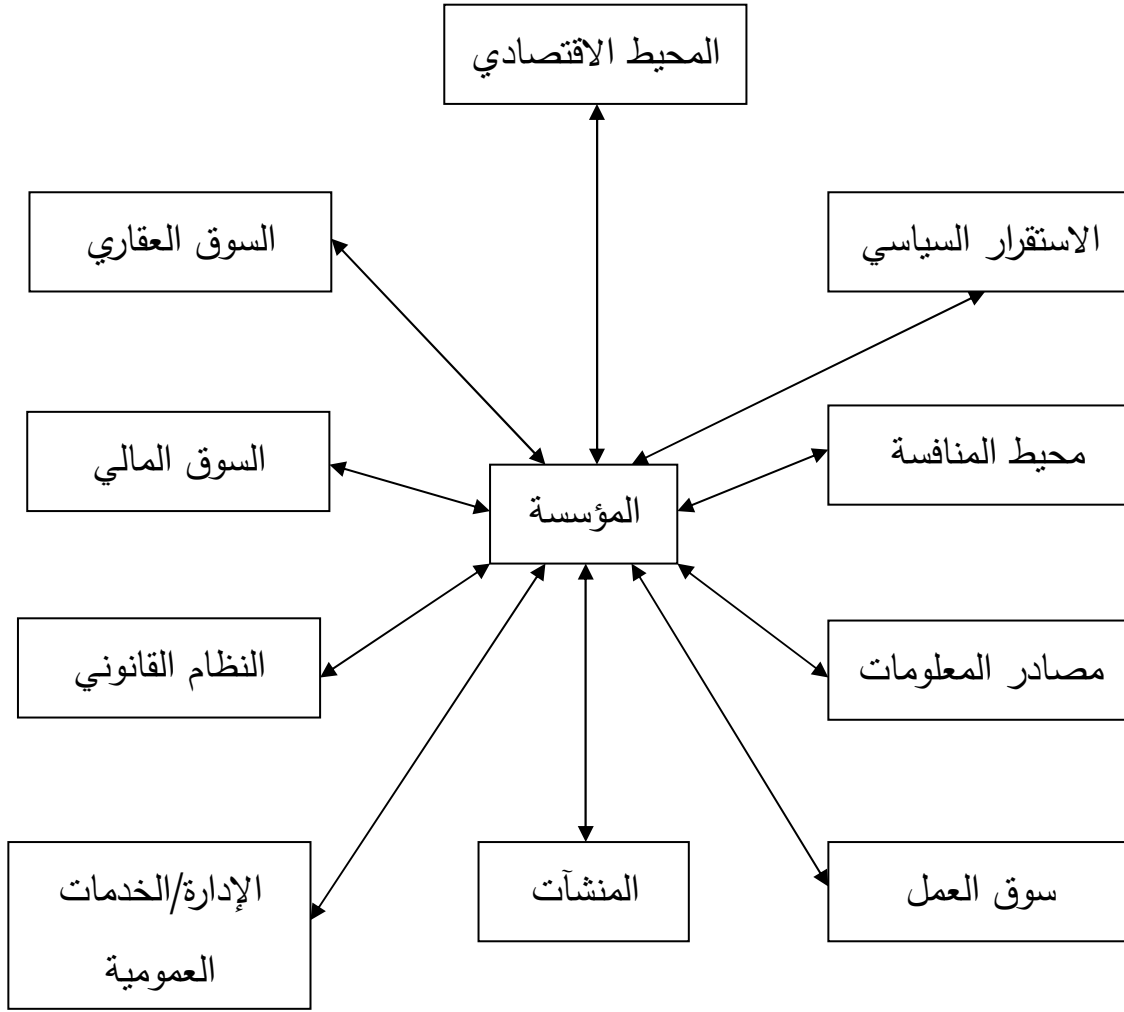 المحيط الاقتصادي
الاستقرار السياسي
السوق العقاري
محيط المنافسة
السوق المالي
المؤسسة
مصادر المعلومات
النظام القانوني
سوق العمل
المنشآت
الإدارة/الخدمات
العمومية